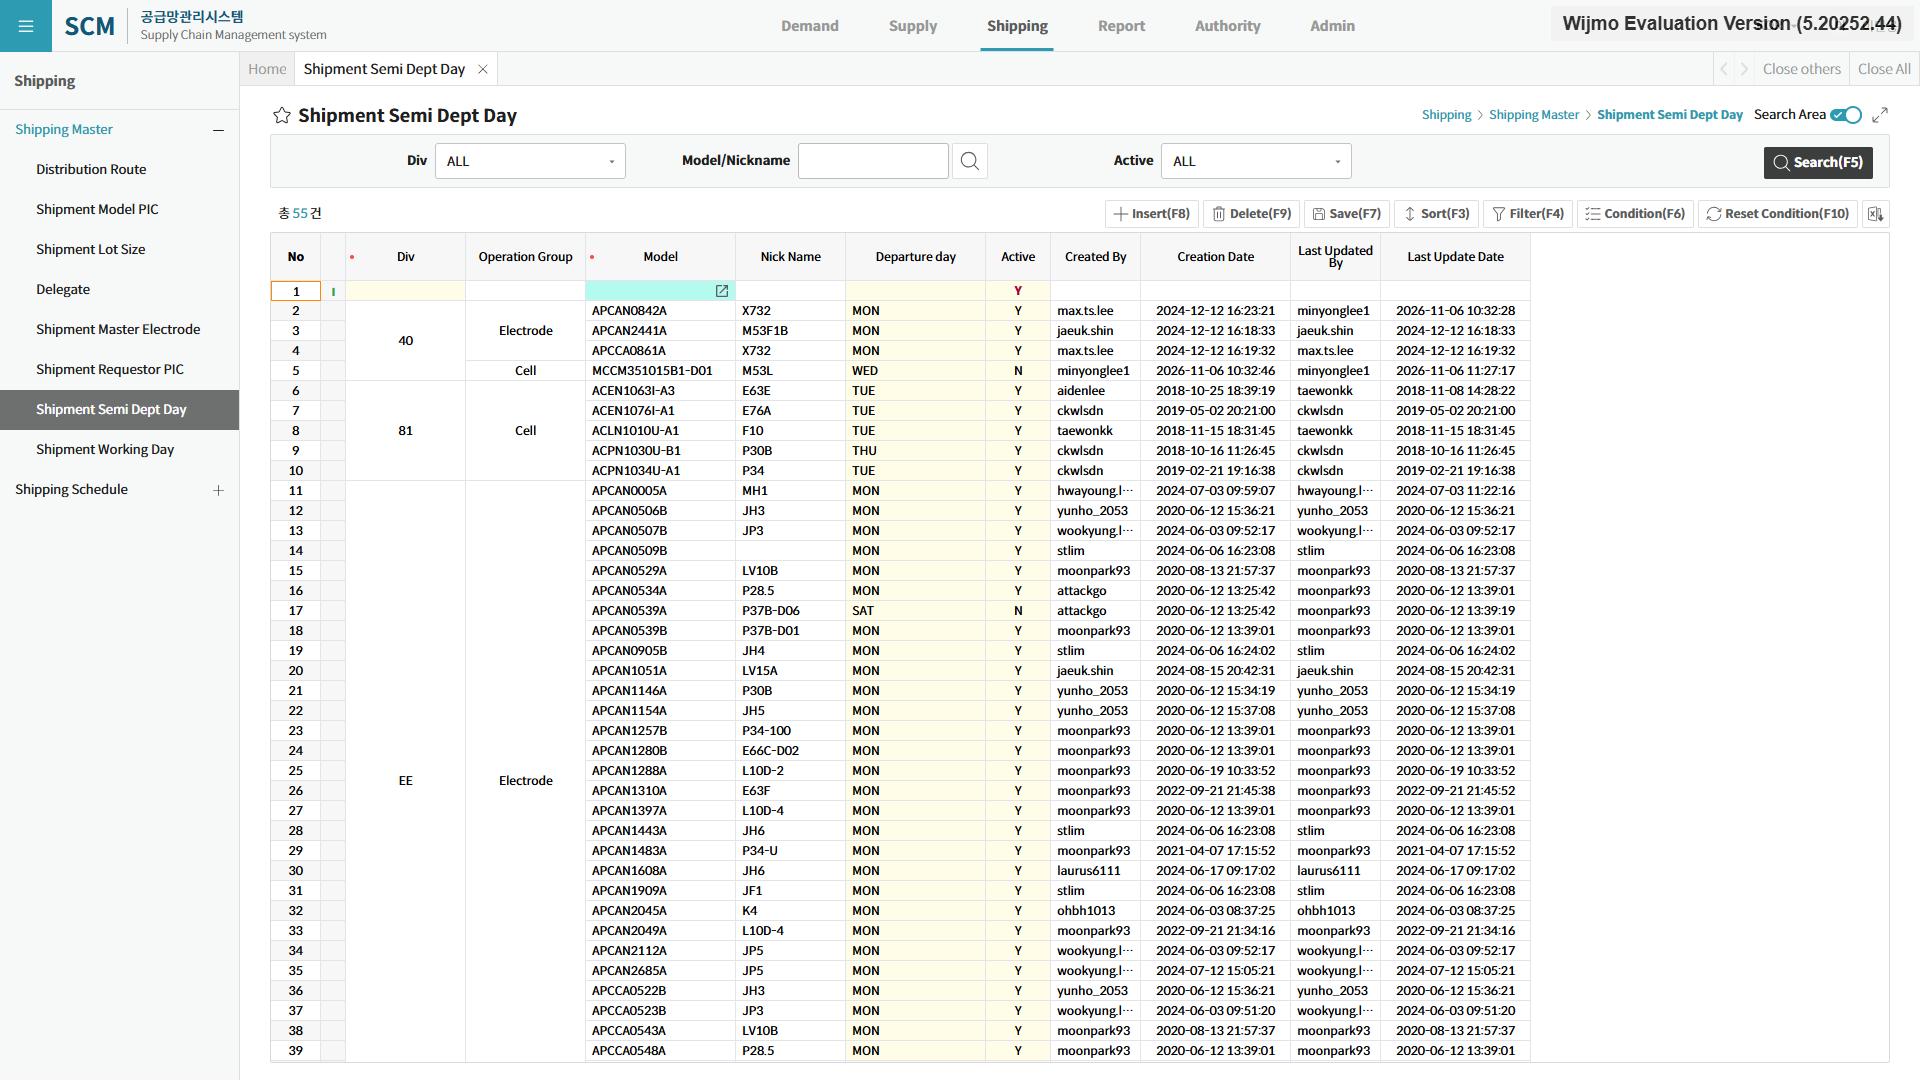 SCM 공급망관리시스템
Supply Chain Management system
Demand Supply Shipping Report Authority Admin
Wijmo Evaluation Version (5.20252.44)
Shipping
Home Shipment Semi Dept Day
Close others Close All
Shipping Master
Distribution Route
Shipment Model PIC
Shipment Lot Size
Delegate
Shipment Master Electrode
Shipment Requestor PIC
Shipment Semi Dept Day
Shipment Working Day
Shipping Schedule
Shipment Semi Dept Day
Shipping > Shipping Master > Shipment Semi Dept Day Search Area
Div ALL Model/Nickname Active ALL Search(F5)
총 55 건
Insert(F8) Delete(F9) Save(F7) Sort(F3) Filter(F4) Condition(F6) Reset Condition(F10)
No Div Operation Group Model Nick Name Departure day Active Created By Creation Date Last Updated By Last Update Date
1 I Y
2 40 Electrode APCAN0842A X732 MON Y max.ts.lee 2024-12-12 16:23:21 minyonglee1 2026-11-06 10:32:28
3 APCAN2441A M53F1B MON Y jaeuk.shin 2024-12-12 16:18:33 jaeuk.shin 2024-12-12 16:18:33
4 APCCA0861A X732 MON Y max.ts.lee 2024-12-12 16:19:32 max.ts.lee 2024-12-12 16:19:32
5 Cell MCCM351015B1-D01 M53L WED N minyonglee1 2026-11-06 10:32:46 minyonglee1 2026-11-06 11:27:17
6 81 Cell ACEN1063I-A3 E63E TUE Y aidenlee 2018-10-25 18:39:19 taewonkk 2018-11-08 14:28:22
7 ACEN1076I-A1 E76A TUE Y ckwlsdn 2019-05-02 20:21:00 ckwlsdn 2019-05-02 20:21:00
8 ACLN1010U-A1 F10 TUE Y taewonkk 2018-11-15 18:31:45 taewonkk 2018-11-15 18:31:45
9 ACPN1030U-B1 P30B THU Y ckwlsdn 2018-10-16 11:26:45 ckwlsdn 2018-10-16 11:26:45
10 ACPN1034U-A1 P34 TUE Y ckwlsdn 2019-02-21 19:16:38 ckwlsdn 2019-02-21 19:16:38
11 EE Electrode APCAN0005A MH1 MON Y hwayoung.l… 2024-07-03 09:59:07 hwayoung.l… 2024-07-03 11:22:16
12 APCAN0506B JH3 MON Y yunho_2053 2020-06-12 15:36:21 yunho_2053 2020-06-12 15:36:21
13 APCAN0507B JP3 MON Y wookyung.l… 2024-06-03 09:52:17 wookyung.l… 2024-06-03 09:52:17
14 APCAN0509B MON Y stlim 2024-06-06 16:23:08 stlim 2024-06-06 16:23:08
15 APCAN0529A LV10B MON Y moonpark93 2020-08-13 21:57:37 moonpark93 2020-08-13 21:57:37
16 APCAN0534A P28.5 MON Y attackgo 2020-06-12 13:25:42 moonpark93 2020-06-12 13:39:01
17 APCAN0539A P37B-D06 SAT N attackgo 2020-06-12 13:25:42 moonpark93 2020-06-12 13:39:19
18 APCAN0539B P37B-D01 MON Y moonpark93 2020-06-12 13:39:01 moonpark93 2020-06-12 13:39:01
19 APCAN0905B JH4 MON Y stlim 2024-06-06 16:24:02 stlim 2024-06-06 16:24:02
20 APCAN1051A LV15A MON Y jaeuk.shin 2024-08-15 20:42:31 jaeuk.shin 2024-08-15 20:42:31
21 APCAN1146A P30B MON Y yunho_2053 2020-06-12 15:34:19 yunho_2053 2020-06-12 15:34:19
22 APCAN1154A JH5 MON Y yunho_2053 2020-06-12 15:37:08 yunho_2053 2020-06-12 15:37:08
23 APCAN1257B P34-100 MON Y moonpark93 2020-06-12 13:39:01 moonpark93 2020-06-12 13:39:01
24 APCAN1280B E66C-D02 MON Y moonpark93 2020-06-12 13:39:01 moonpark93 2020-06-12 13:39:01
25 APCAN1288A L10D-2 MON Y moonpark93 2020-06-19 10:33:52 moonpark93 2020-06-19 10:33:52
26 APCAN1310A E63F MON Y moonpark93 2022-09-21 21:45:38 moonpark93 2022-09-21 21:45:52
27 APCAN1397A L10D-4 MON Y moonpark93 2020-06-12 13:39:01 moonpark93 2020-06-12 13:39:01
28 APCAN1443A JH6 MON Y stlim 2024-06-06 16:23:08 stlim 2024-06-06 16:23:08
29 APCAN1483A P34-U MON Y moonpark93 2021-04-07 17:15:52 moonpark93 2021-04-07 17:15:52
30 APCAN1608A JH6 MON Y laurus6111 2024-06-17 09:17:02 laurus6111 2024-06-17 09:17:02
31 APCAN1909A JF1 MON Y stlim 2024-06-06 16:23:08 stlim 2024-06-06 16:23:08
32 APCAN2045A K4 MON Y ohbh1013 2024-06-03 08:37:25 ohbh1013 2024-06-03 08:37:25
33 APCAN2049A L10D-4 MON Y moonpark93 2022-09-21 21:34:16 moonpark93 2022-09-21 21:34:16
34 APCAN2112A JP5 MON Y wookyung.l… 2024-06-03 09:52:17 wookyung.l… 2024-06-03 09:52:17
35 APCAN2685A JP5 MON Y wookyung.l… 2024-07-12 15:05:21 wookyung.l… 2024-07-12 15:05:21
36 APCCA0522B JH3 MON Y yunho_2053 2020-06-12 15:36:21 yunho_2053 2020-06-12 15:36:21
37 APCCA0523B JP3 MON Y wookyung.l… 2024-06-03 09:51:20 wookyung.l… 2024-06-03 09:51:20
38 APCCA0543A LV10B MON Y moonpark93 2020-08-13 21:57:37 moonpark93 2020-08-13 21:57:37
39 APCCA0548A P28.5 MON Y moonpark93 2020-06-12 13:39:01 moonpark93 2020-06-12 13:39:01